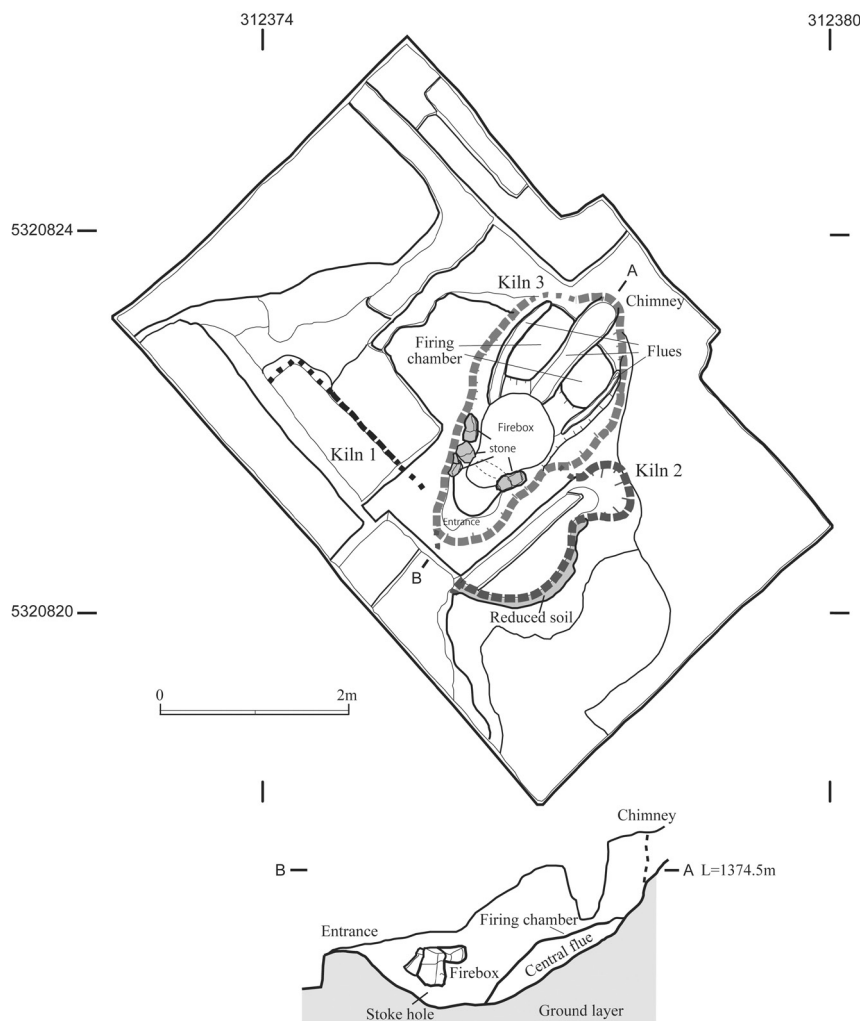 312374
312380
5320824
A
Kiln 3
Chimney
Firing
chamber
Flues
Firebox
stone
Kiln 1
Kiln 2
Entrance
B
5320820
Reduced soil
0
2m
Chimney
B
A L=1374.5m
Firing chamber
Entrance
Central flue
Firebox
Stoke hole
Ground layer